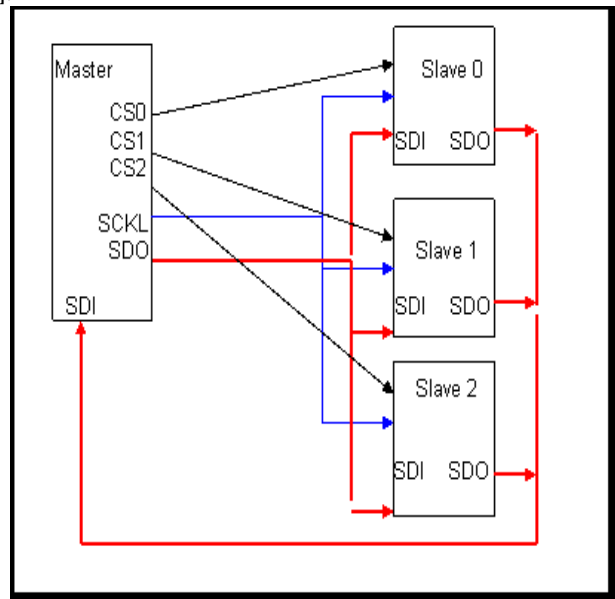 Master
CS0
CS1
CS2
SCKL
SDO
SDI
Slave 0
SDI SDO
Slave 1
SDI SDO
Slave 2
SDI SDO